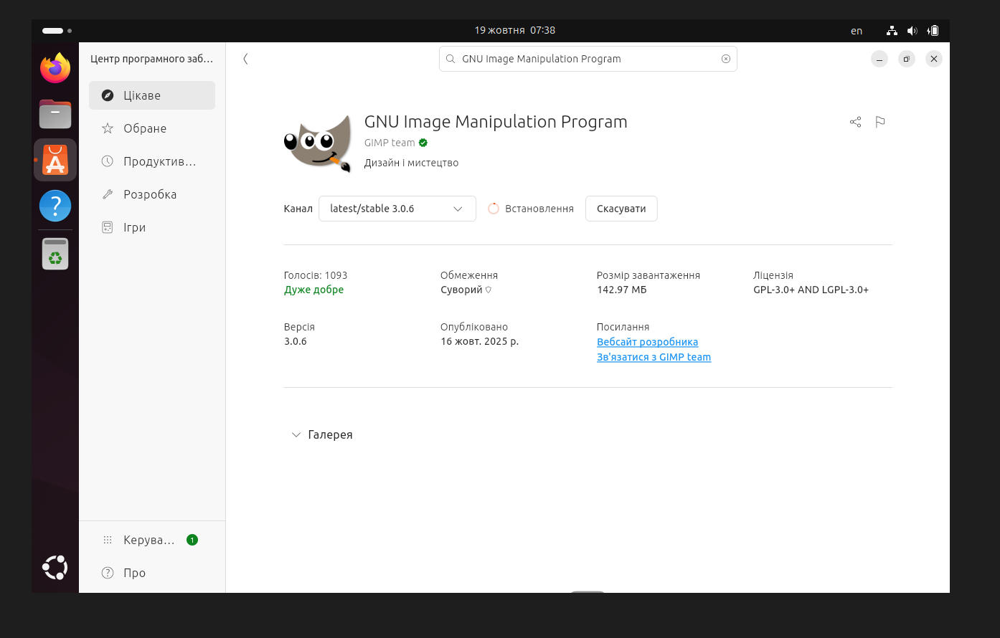 19 жовтня 07:38
en
Центр програмного заб...
GNU Image Manipulation Program
Цікаве
Обране
Продуктив...
Розробка
Ігри
GNU Image Manipulation Program
GIMP team
Дизайн і мистецтво
Канал
latest/stable 3.0.6
Встановлення
Скасувати
Голосів: 1093
Дуже добре
Обмеження
Суворий
Розмір завантаження
142.97 МБ
Ліцензія
GPL-3.0+ AND LGPL-3.0+
Версія
3.0.6
Опубліковано
16 жовт. 2025 р.
Посилання
Вебсайт розробника
Зв'язатися з GIMP team
Галерея
Керува...
1
Про